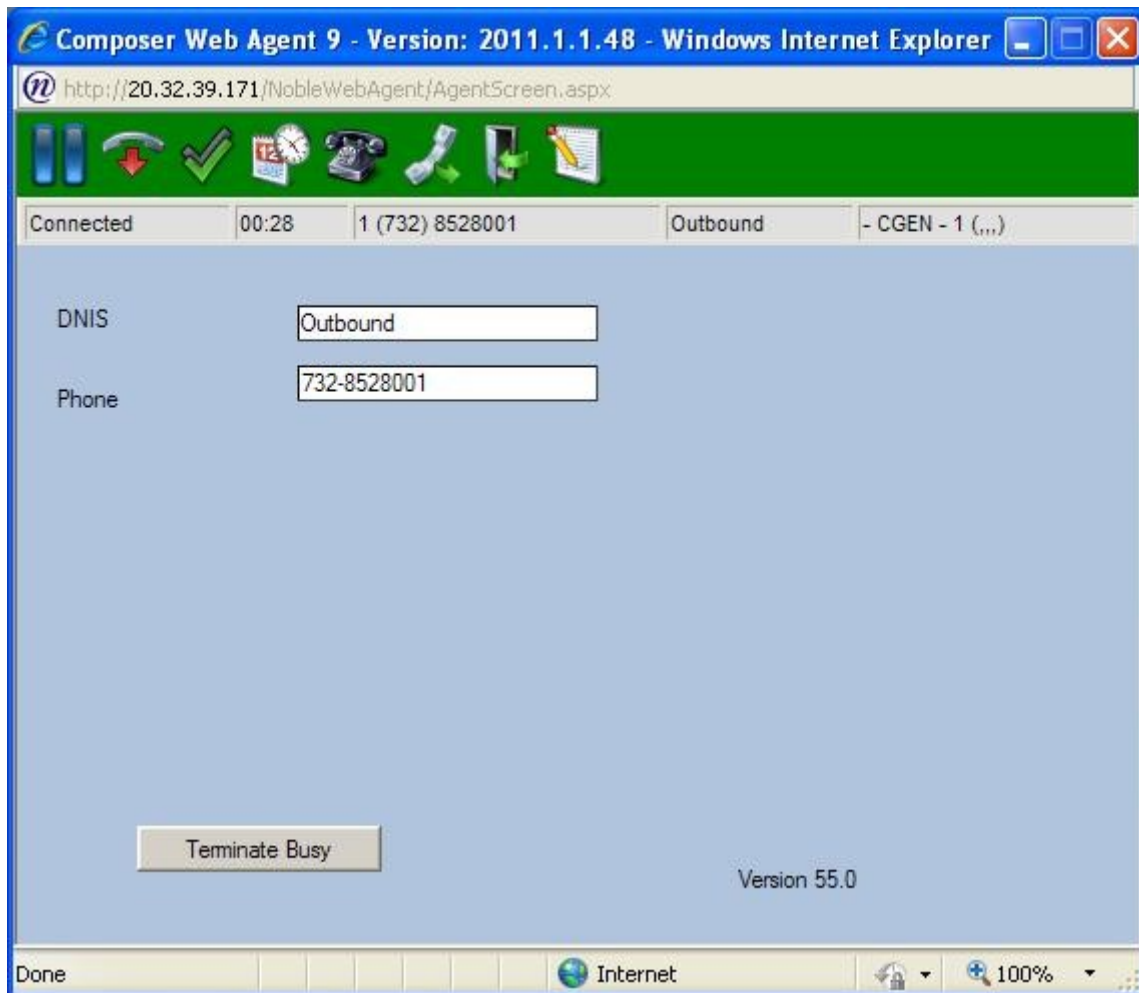 Composer Web Agent 9 - Version: 2011.1.1.48 - Windows Internet Explorer
http://20.32.39.171/NobleWebAgent/AgentScreen.aspx
12
Connected 00:28 1 (732) 8528001 Outbound - CGEN - 1 (,,,)
DNIS Outbound
Phone 732-8528001
Terminate Busy
Version 55.0
Done Internet 100%